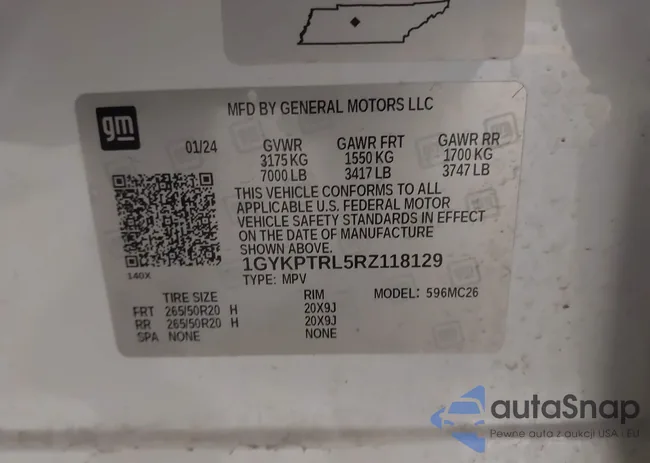 gm
MFD BY GENERAL MOTORS LLC
01/24 GVWR GAWR FRT GAWR RR
3175 KG 1550 KG 1700 KG
7000 LB 3417 LB 3747 LB
THIS VEHICLE CONFORMS TO ALL
APPLICABLE U.S. FEDERAL MOTOR
VEHICLE SAFETY STANDARDS IN EFFECT
ON THE DATE OF MANUFACTURE
SHOWN ABOVE.
1GYKPTRL5RZ118129
140X
TYPE: MPV MODEL: 596MC26
TIRE SIZE RIM
FRT 265/50R20 H 20X9J
RR 265/50R20 H 20X9J
SPA NONE NONE
autaSnap
Pewne auta z aukcji USA i EU